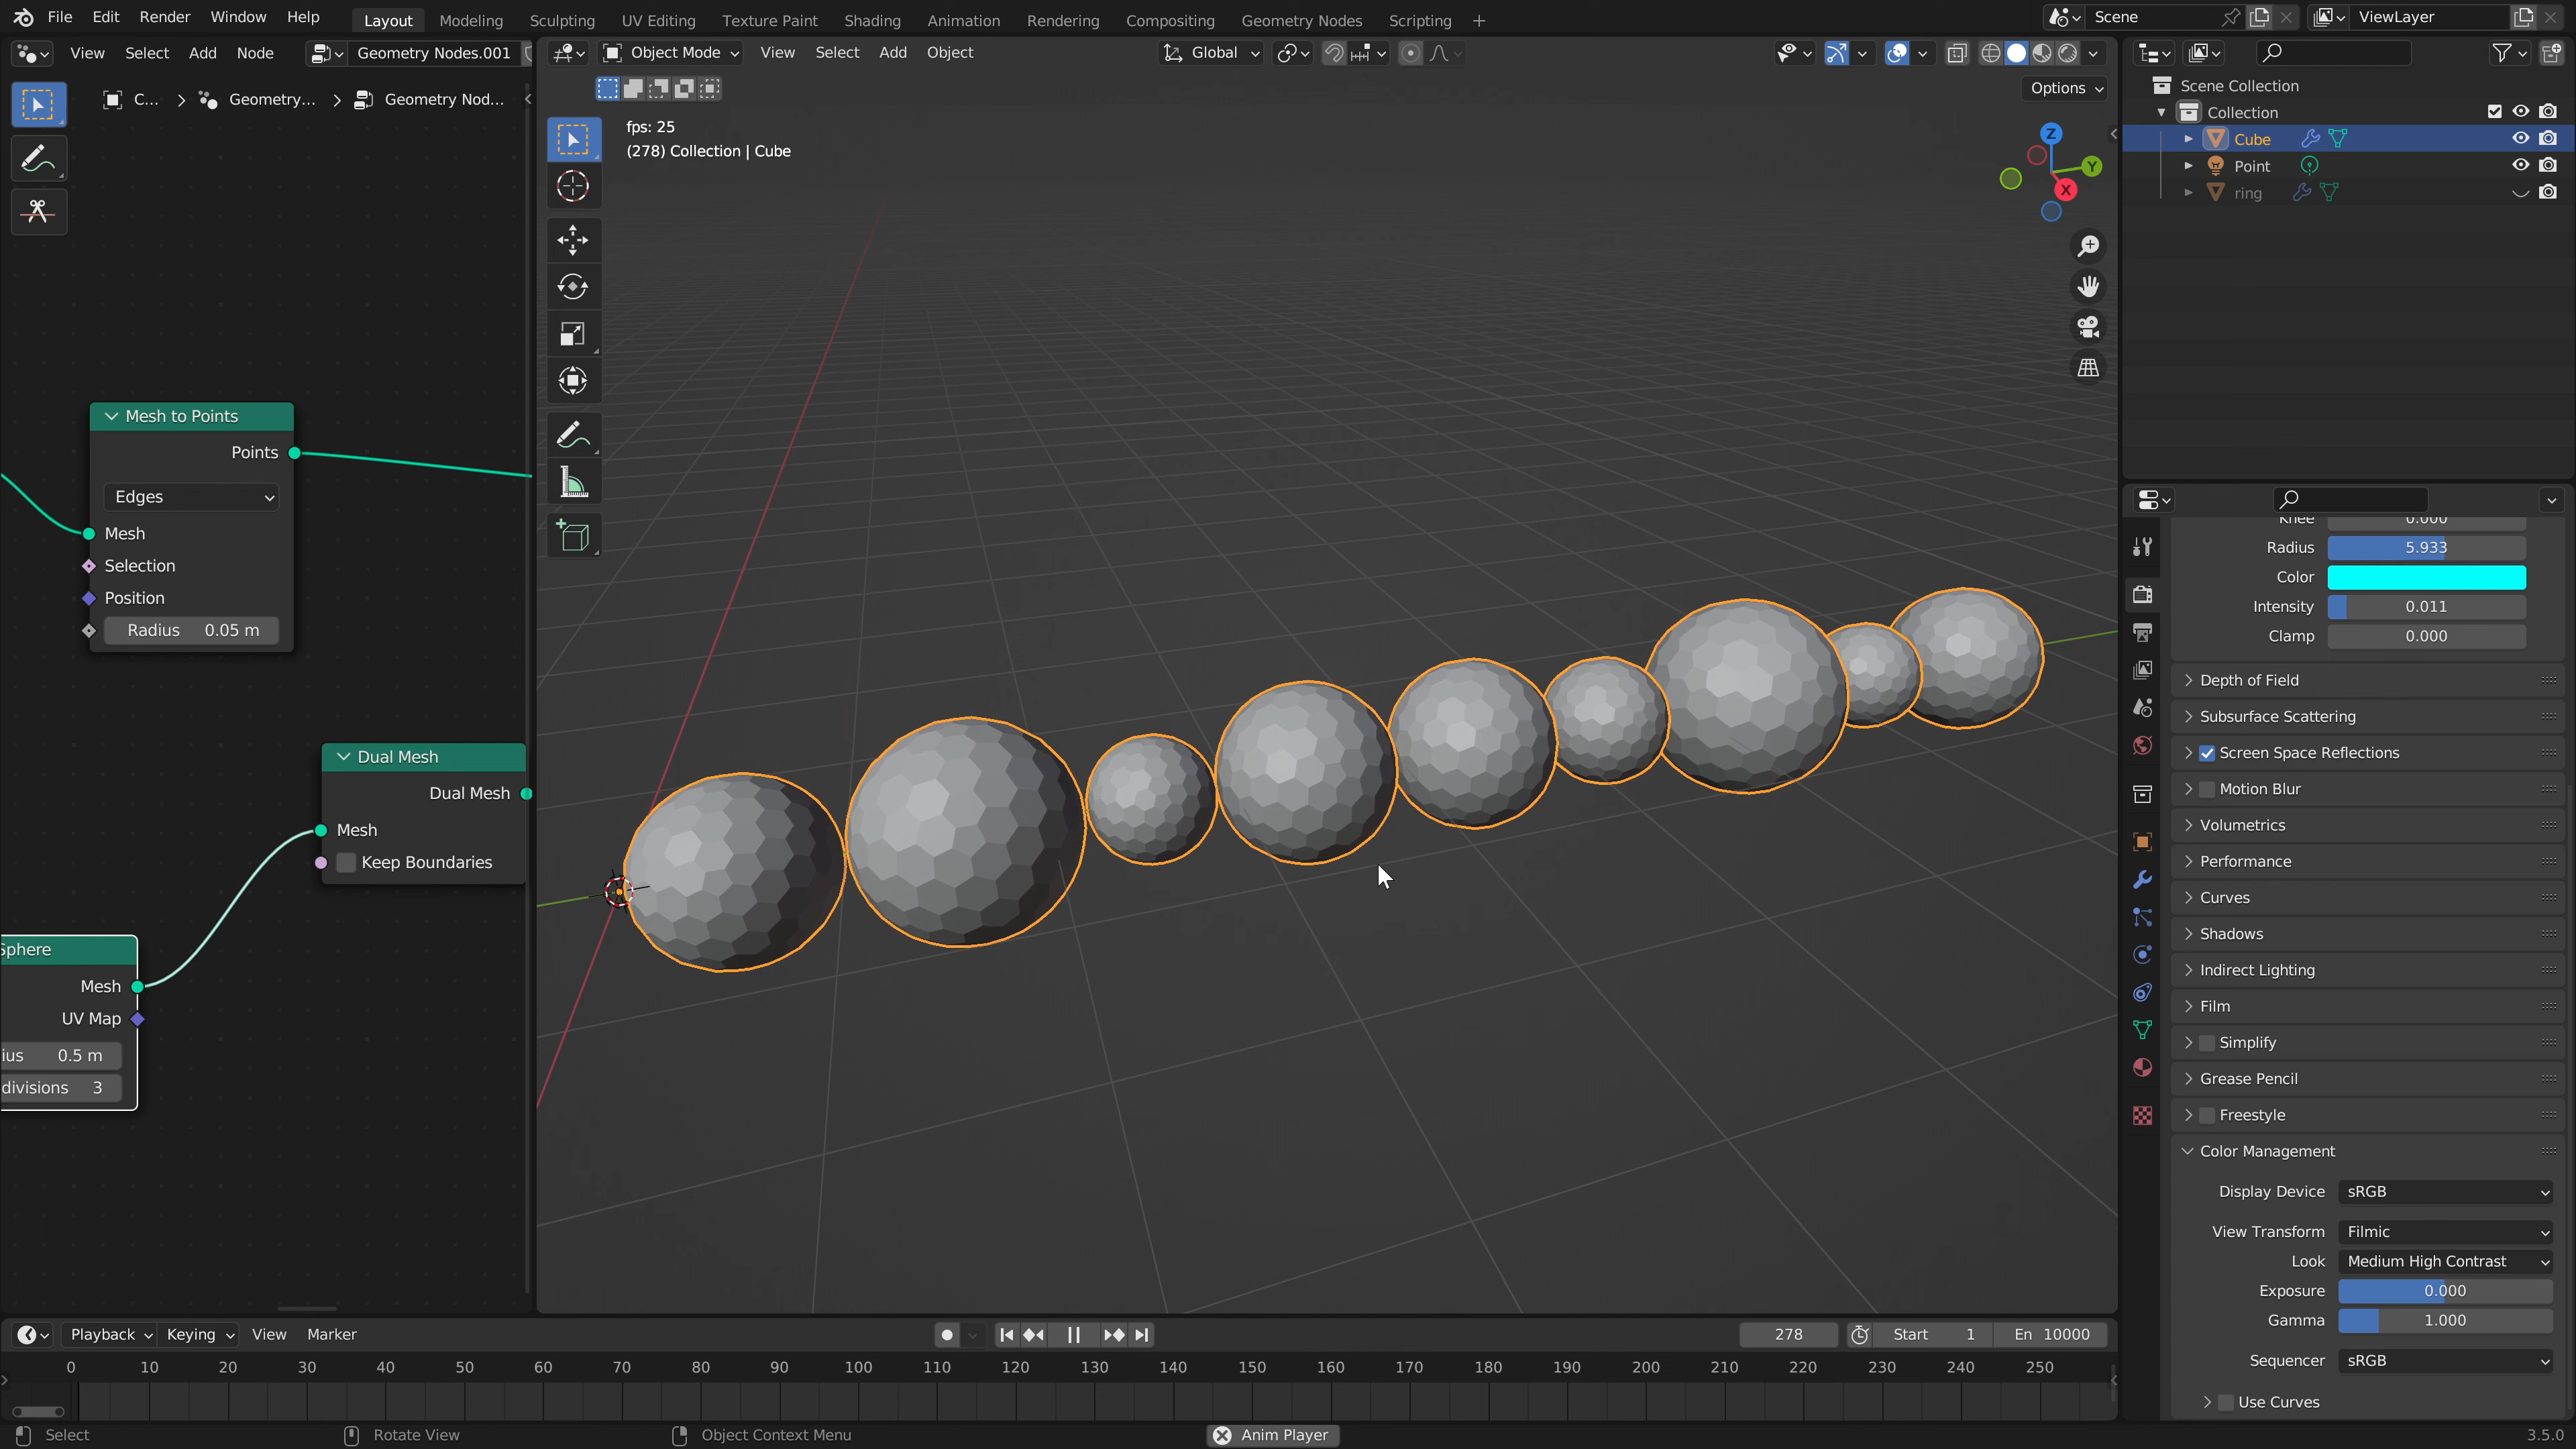 File Edit Render Window Help
Layout Modeling Sculpting UV Editing Texture Paint Shading Animation Rendering Compositing Geometry Nodes Scripting +
Scene
ViewLayer
View Select Add Node
Geometry Nodes.001
Object Mode
View Select Add Object
Global
Options
C... > Geometry... > Geometry Nod...
fps: 25
(278) Collection | Cube
Z
Y
X
Scene Collection
Collection
Cube
Point
ring
Mesh to Points
Points
Edges
Mesh
Selection
Position
Radius 0.05 m
Dual Mesh
Dual Mesh
Mesh
Keep Boundaries
Sphere
Mesh
UV Map
ius 0.5 m
divisions 3
Knee 0.000
Radius 5.933
Color
Intensity 0.011
Clamp 0.000
Depth of Field
Subsurface Scattering
Screen Space Reflections
Motion Blur
Volumetrics
Performance
Curves
Shadows
Indirect Lighting
Film
Simplify
Grease Pencil
Freestyle
Color Management
Display Device sRGB
View Transform Filmic
Look Medium High Contrast
Exposure 0.000
Gamma 1.000
Sequencer sRGB
Use Curves
Playback Keying View Marker
278
Start 1
En 10000
0 10 20 30 40 50 60 70 80 90 100 110 120 130 140 150 160 170 180 190 200 210 220 230 240 250
Select
Rotate View
Object Context Menu
Anim Player
3.5.0